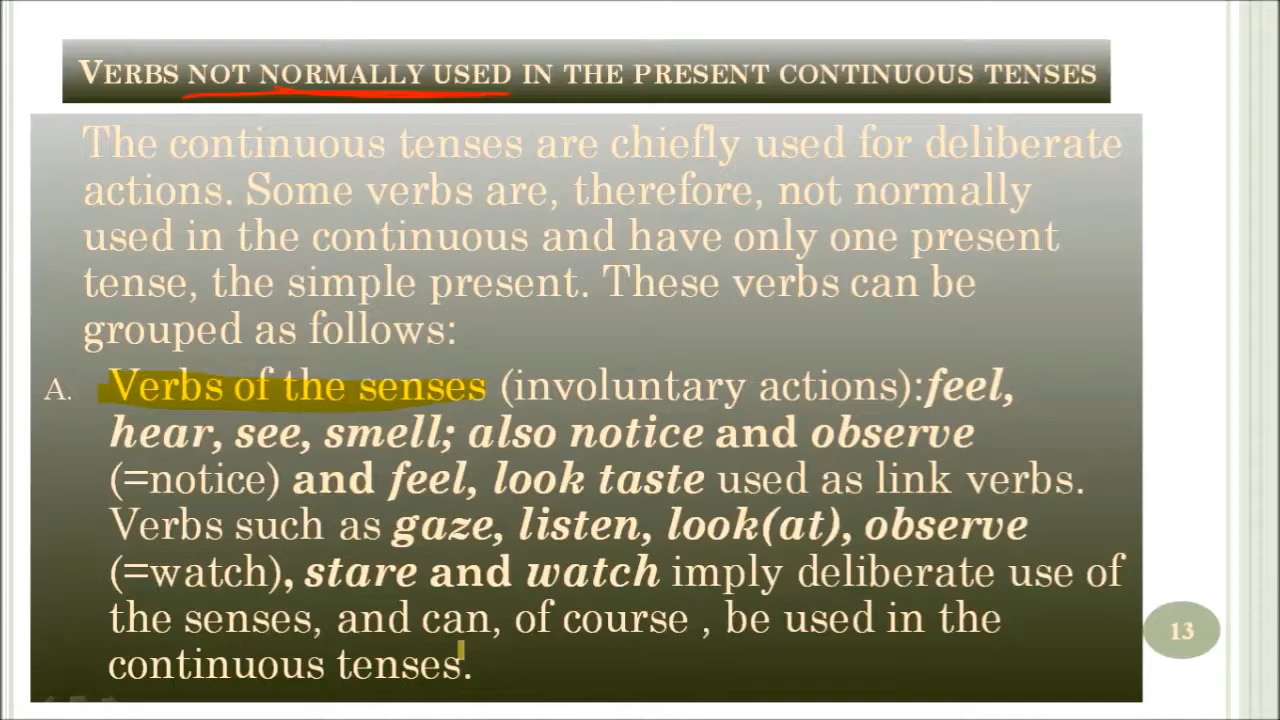 VERBS NOT NORMALLY USED IN THE PRESENT CONTINUOUS TENSES
The continuous tenses are chiefly used for deliberate
actions. Some verbs are, therefore, not normally
used in the continuous and have only one present
tense, the simple present. These verbs can be
grouped as follows:
A. Verbs of the senses (involuntary actions):feel,
hear, see, smell; also notice and observe
(=notice) and feel, look taste used as link verbs.
Verbs such as gaze, listen, look(at), observe
(=watch), stare and watch imply deliberate use of
the senses, and can, of course , be used in the
continuous tenses.
13